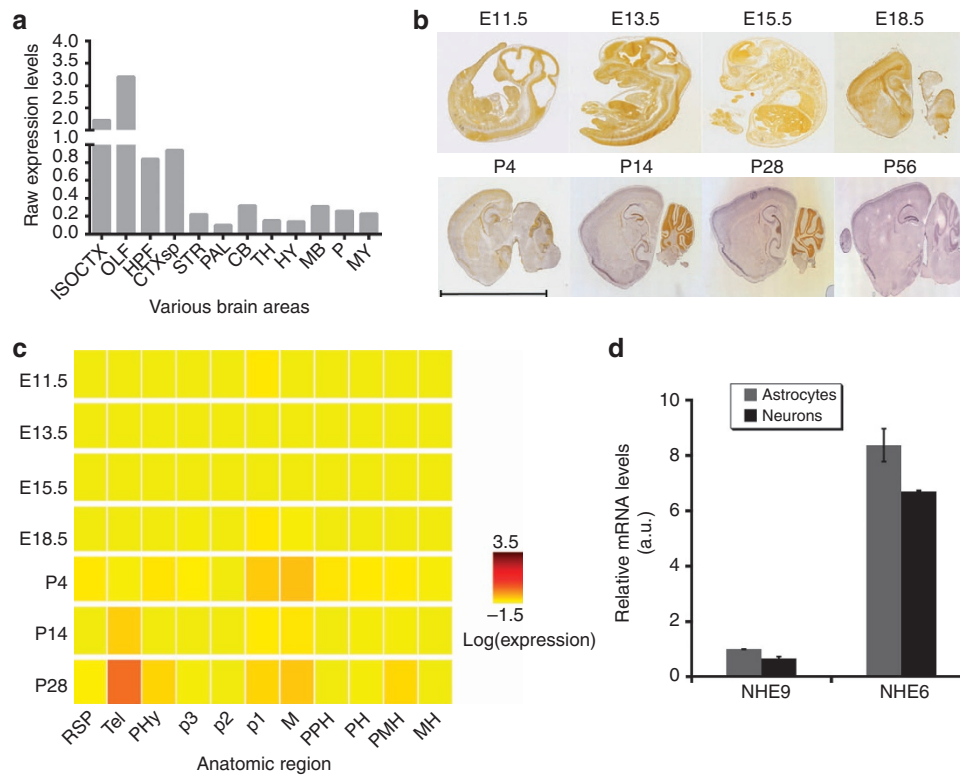 a
4.0
3.5
3.0
2.5
2.0
1.0
0.8
0.6
0.4
0.2
0.0
Raw expression levels
ISOCTX
OLF
HPF
CTXsp
STR
PAL
CB
TH
HY
MB
P
MY
Various brain areas
b
E11.5 E13.5 E15.5 E18.5
P4 P14 P28 P56
c
E11.5
E13.5
E15.5
E18.5
P4
P14
P28
RSP
Tel
PHy
p3
p2
p1
M
PPH
PH
PMH
MH
Anatomic region
3.5
−1.5
Log(expression)
d
Astrocytes
Neurons
10
8
6
4
2
0
Relative mRNA levels
(a.u.)
NHE9 NHE6